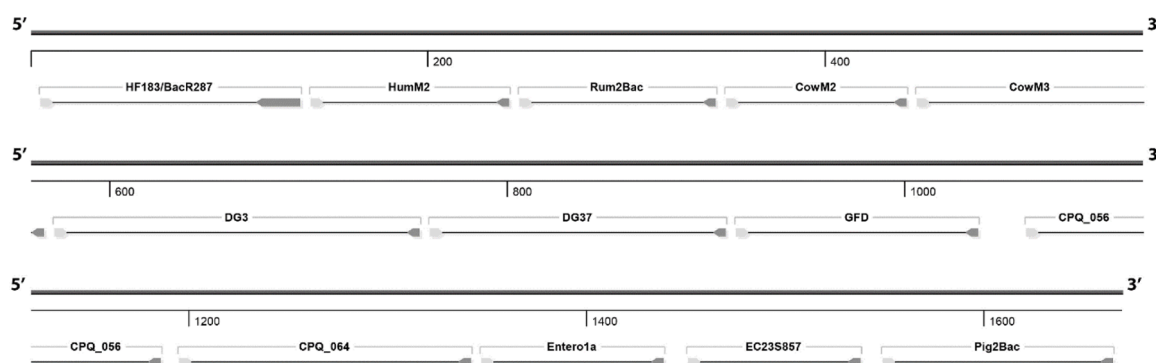 5′ 3
200 400
HF183/BacR287 HumM2 Rum2Bac CowM2 CowM3
5′ 3
600 800 1000
DG3 DG37 GFD CPQ_056
5′ 3′
1200 1400 1600
CPQ_056 CPQ_064 Entero1a EC23S857 Pig2Bac